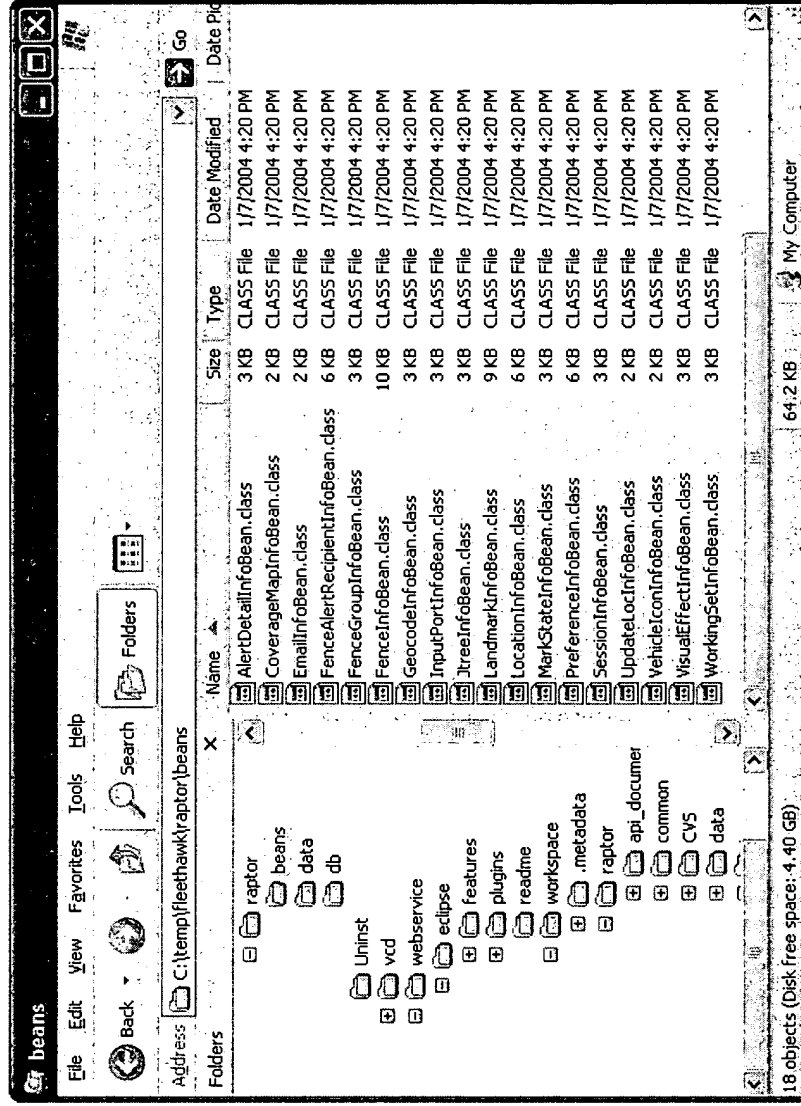 beans
File Edit View Favorites Tools Help
Back Search Folders
Address C:\temp\fleethawk\raptor\beans Go
Folders
raptor
beans
data
db
Uninst
vcd
webservice
eclipse
features
plugins
readme
workspace
.metadata
raptor
api_documer
common
CVS
data
Name Size Type Date Modified Date Pic
AlertDetailInfoBean.class 3 KB CLASS File 1/7/2004 4:20 PM
CoverageMapInfoBean.class 2 KB CLASS File 1/7/2004 4:20 PM
EmailInfoBean.class 2 KB CLASS File 1/7/2004 4:20 PM
FenceAlertRecipientInfoBean.class 6 KB CLASS File 1/7/2004 4:20 PM
FenceGroupInfoBean.class 3 KB CLASS File 1/7/2004 4:20 PM
FenceInfoBean.class 10 KB CLASS File 1/7/2004 4:20 PM
GeocodeInfoBean.class 3 KB CLASS File 1/7/2004 4:20 PM
InputPortInfoBean.class 3 KB CLASS File 1/7/2004 4:20 PM
JtreeInfoBean.class 3 KB CLASS File 1/7/2004 4:20 PM
LandmarkInfoBean.class 9 KB CLASS File 1/7/2004 4:20 PM
LocationInfoBean.class 6 KB CLASS File 1/7/2004 4:20 PM
MarkStateInfoBean.class 3 KB CLASS File 1/7/2004 4:20 PM
PreferenceInfoBean.class 6 KB CLASS File 1/7/2004 4:20 PM
SessionInfoBean.class 3 KB CLASS File 1/7/2004 4:20 PM
UpdateLocInfoBean.class 2 KB CLASS File 1/7/2004 4:20 PM
VehicleIconInfoBean.class 2 KB CLASS File 1/7/2004 4:20 PM
VisualEffectInfoBean.class 3 KB CLASS File 1/7/2004 4:20 PM
WorkingSetInfoBean.class 3 KB CLASS File 1/7/2004 4:20 PM
18 objects (Disk free space: 4.40 GB) 64.2 KB My Computer